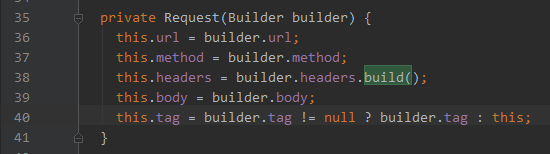 35 private Request(Builder builder) {
36 this.url = builder.url;
37 this.method = builder.method;
38 this.headers = builder.headers.build();
39 this.body = builder.body;
40 this.tag = builder.tag != null ? builder.tag : this;
41 }